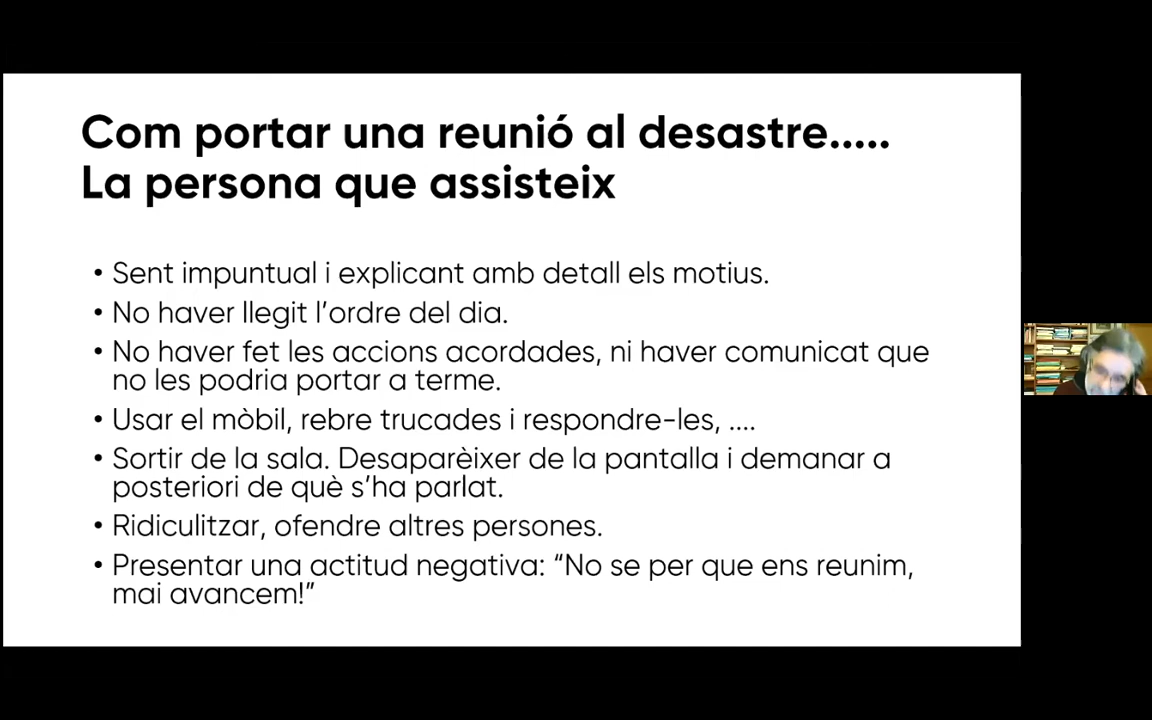 Com portar una reunió al desastre.....
La persona que assisteix
• Sent impuntual i explicant amb detall els motius.
• No haver llegit l’ordre del dia.
• No haver fet les accions acordades, ni haver comunicat que
no les podria portar a terme.
• Usar el mòbil, rebre trucades i respondre-les, ....
• Sortir de la sala. Desaparèixer de la pantalla i demanar a
posteriori de què s’ha parlat.
• Ridiculitzar, ofendre altres persones.
• Presentar una actitud negativa: “No se per que ens reunim,
mai avancem!”